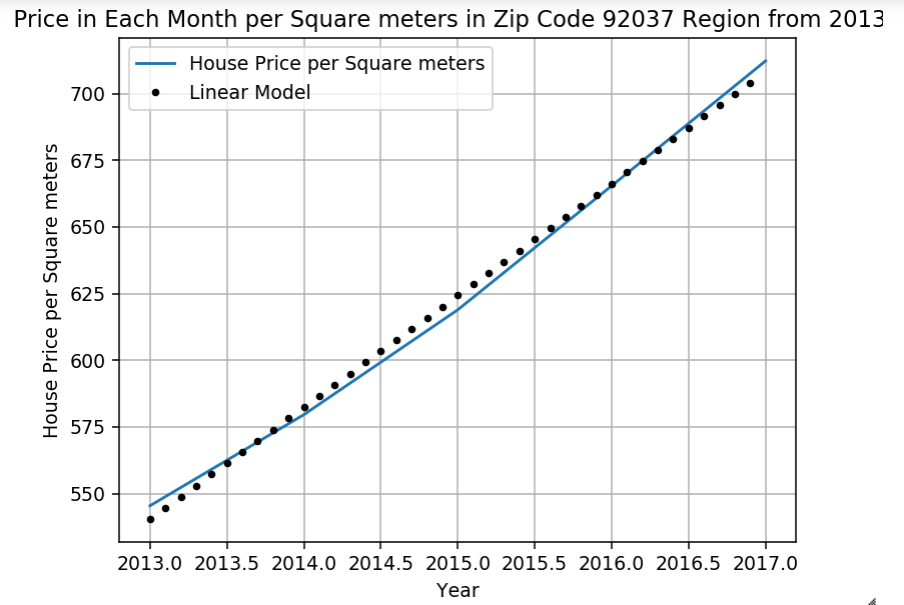 Price in Each Month per Square meters in Zip Code 92037 Region from 2013
House Price per Square meters
Linear Model
700
675
650
625
600
575
550
House Price per Square meters
2013.0 2013.5 2014.0 2014.5 2015.0 2015.5 2016.0 2016.5 2017.0
Year